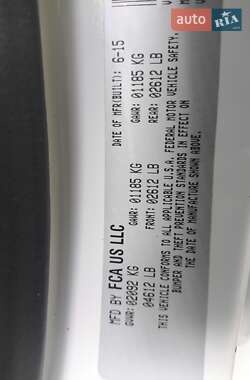 auto
RIA
MFD BY FCA US LLC
DATE OF MFR(BUILT): 6-15
GVWR: 02092 KG
GAWR: 01185 KG
GAWR: 01185 KG
04612 LB
FRONT: 02612 LB
REAR: 02612 LB
THIS VEHICLE CONFORMS TO ALL APPLICABLE U.S.A. FEDERAL MOTOR VEHICLE SAFETY,
BUMPER AND THEFT PREVENTION STANDARDS IN EFFECT ON
THE DATE OF MANUFACTURE SHOWN ABOVE.